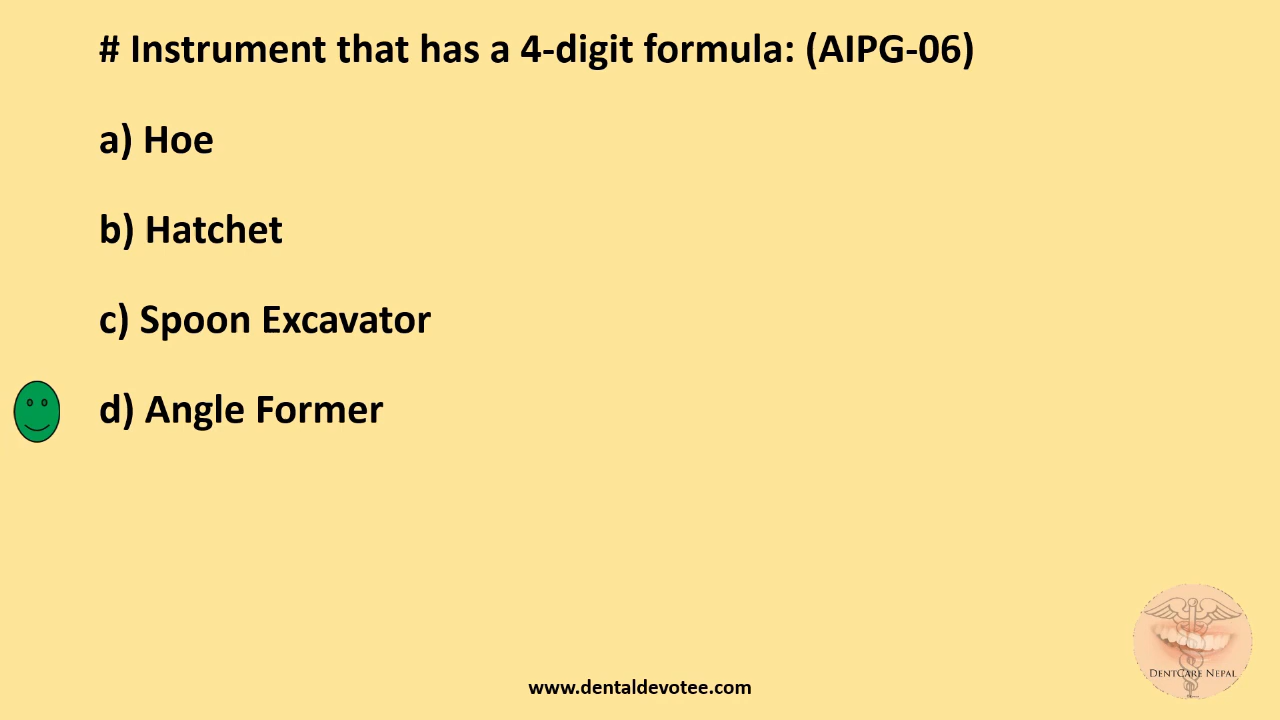 # Instrument that has a 4-digit formula: (AIPG-06)
a) Hoe
b) Hatchet
c) Spoon Excavator
d) Angle Former
DentCare Nepal
www.dentaldevotee.com